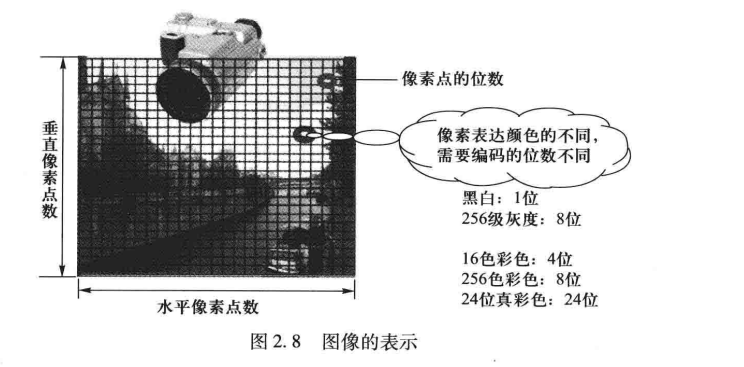 像素点的位数
垂直像素点数
像素表达颜色的不同，
需要编码的位数不同
黑白：1位
256级灰度：8位
16色彩色：4位
256色彩色：8位
24位真彩色：24位
水平像素点数
图 2. 8　图像的表示